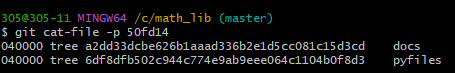 305@305-11 MINGW64 /c/math_lib (master)
$ git cat-file -p 50fd14
040000 tree a2dd33dcbe626b1aaad336b2e1d5cc081c15d3cd    docs
040000 tree 6df8dfb502c944c774e9ab9eee064c1104b0f8d3    pyfiles